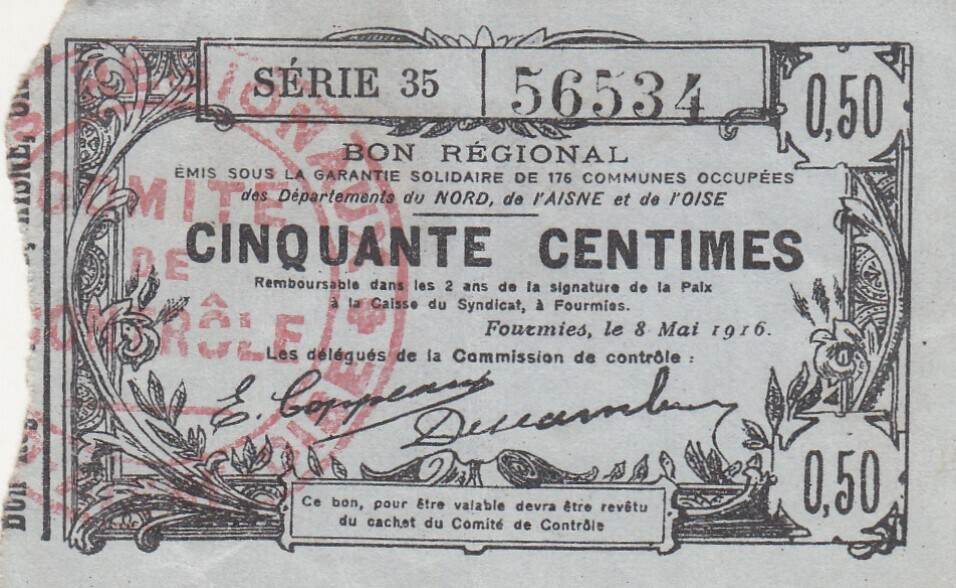 SÉRIE 35
56534
0,50
BON RÉGIONAL
ÉMIS SOUS LA GARANTIE SOLIDAIRE DE 176 COMMUNES OCCUPÉES
des Départements du NORD, de l'AISNE et de l'OISE
CINQUANTE CENTIMES
Remboursable dans les 2 ans de la signature de la Paix
à la Caisse du Syndicat, à Fourmies.
Fourmies, le 8 Mai 1916.
Les délégués de la Commission de contrôle :
0,50
Ce bon, pour être valable devra être revêtu
du cachet du Comité de Contrôle
COMITÉ
DE
CONTRÔLE